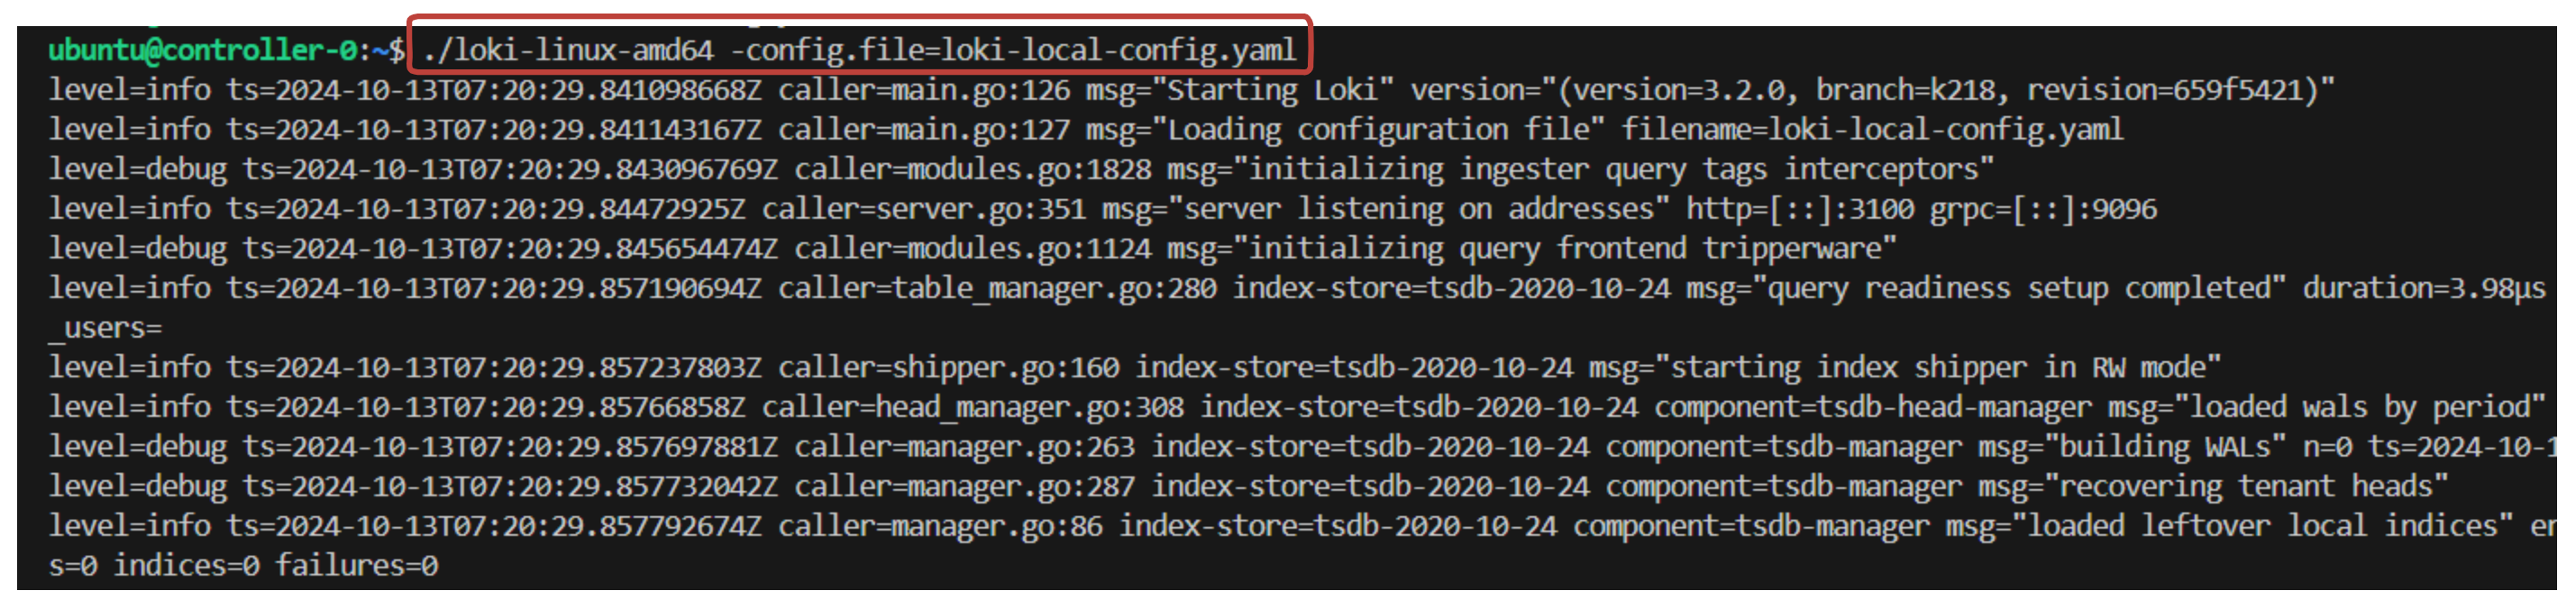 ubuntu@controller-0:~$ ./loki-linux-amd64 -config.file=loki-local-config.yaml
level=info ts=2024-10-13T07:20:29.841098668Z caller=main.go:126 msg="Starting Loki" version="(version=3.2.0, branch=k218, revision=659f5421)"
level=info ts=2024-10-13T07:20:29.841143167Z caller=main.go:127 msg="Loading configuration file" filename=loki-local-config.yaml
level=debug ts=2024-10-13T07:20:29.843096769Z caller=modules.go:1828 msg="initializing ingester query tags interceptors"
level=info ts=2024-10-13T07:20:29.84472925Z caller=server.go:351 msg="server listening on addresses" http=[::]:3100 grpc=[::]:9096
level=debug ts=2024-10-13T07:20:29.845654474Z caller=modules.go:1124 msg="initializing query frontend tripperware"
level=info ts=2024-10-13T07:20:29.857190694Z caller=table_manager.go:280 index-store=tsdb-2020-10-24 msg="query readiness setup completed" duration=3.98µs
_users=
level=info ts=2024-10-13T07:20:29.857237803Z caller=shipper.go:160 index-store=tsdb-2020-10-24 msg="starting index shipper in RW mode"
level=info ts=2024-10-13T07:20:29.85766858Z caller=head_manager.go:308 index-store=tsdb-2020-10-24 component=tsdb-head-manager msg="loaded wals by period"
level=debug ts=2024-10-13T07:20:29.857697881Z caller=manager.go:263 index-store=tsdb-2020-10-24 component=tsdb-manager msg="building WALs" n=0 ts=2024-10-1
level=debug ts=2024-10-13T07:20:29.857732042Z caller=manager.go:287 index-store=tsdb-2020-10-24 component=tsdb-manager msg="recovering tenant heads"
level=info ts=2024-10-13T07:20:29.857792674Z caller=manager.go:86 index-store=tsdb-2020-10-24 component=tsdb-manager msg="loaded leftover local indices" er
s=0 indices=0 failures=0